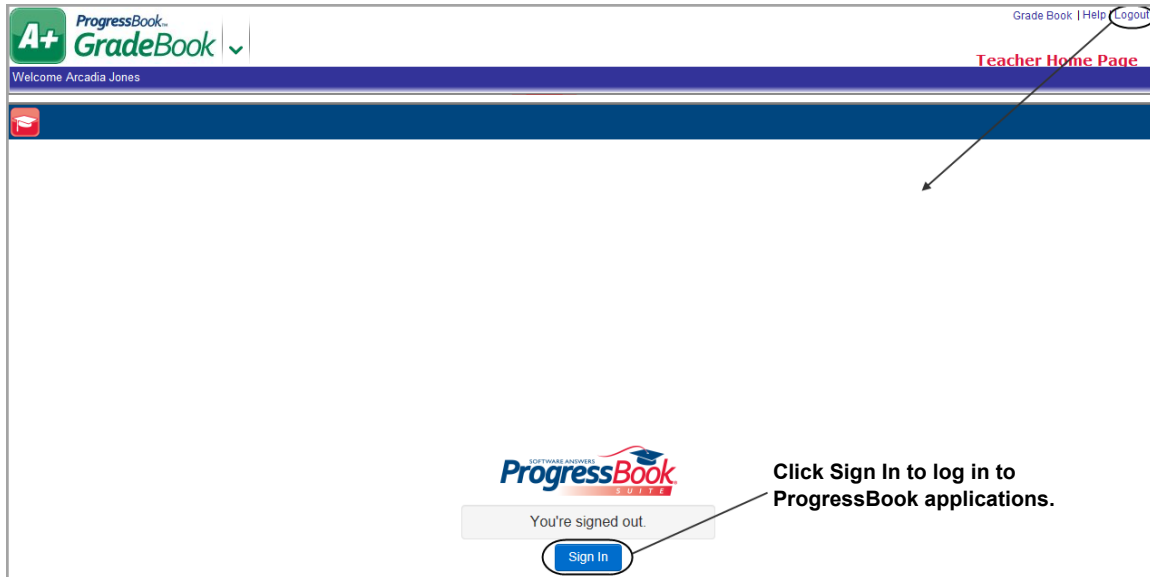 A+
ProgressBook™
GradeBook
Grade Book | Help | Logout
Teacher Home Page
Welcome Arcadia Jones
SOFTWARE ANSWERS
ProgressBook
SUITE
You're signed out.
Sign In
Click Sign In to log in to
ProgressBook applications.